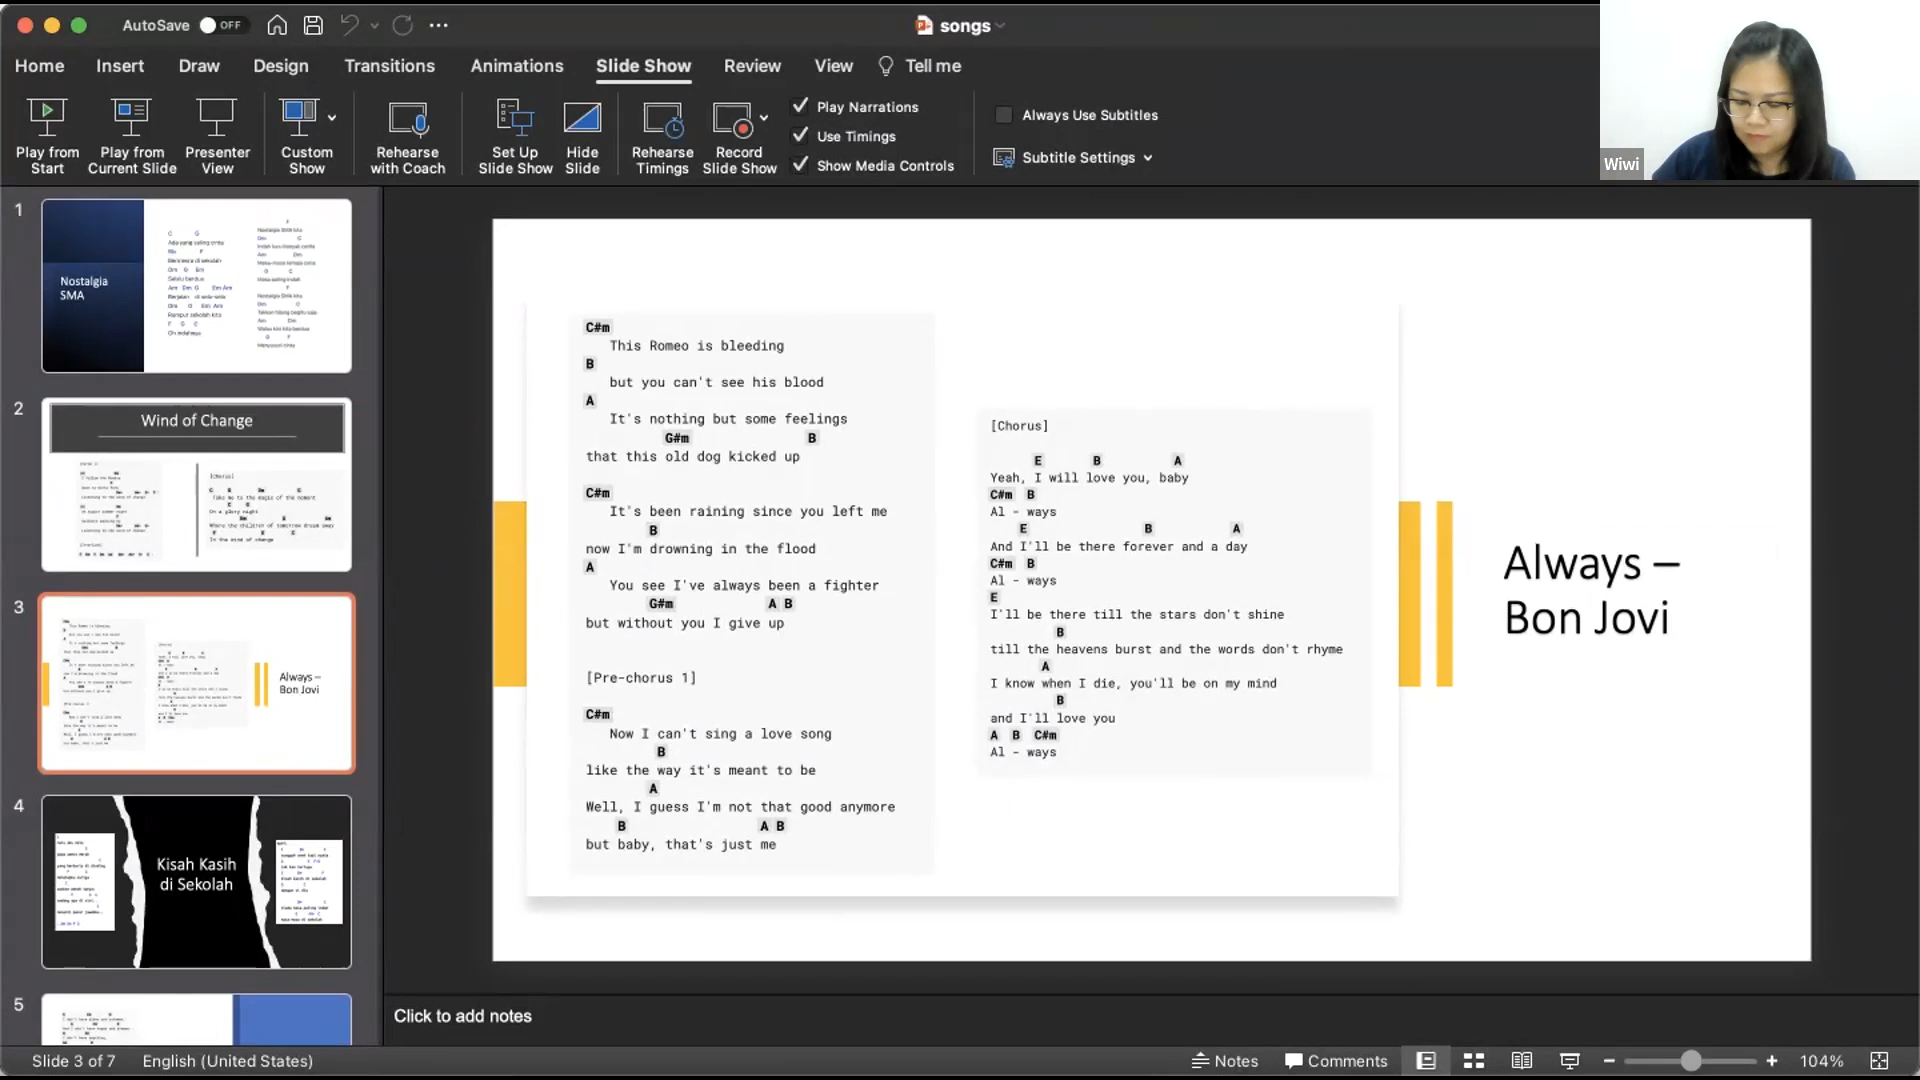 AutoSave OFF
songs
Home Insert Draw Design Transitions Animations Slide Show Review View Tell me
Play from Start
Play from Current Slide
Presenter View
Custom Show
Rehearse with Coach
Set Up Slide Show
Hide Slide
Rehearse Timings
Record Slide Show
Play Narrations
Use Timings
Show Media Controls
Always Use Subtitles
Subtitle Settings
Wiwi
1
Nostalgia
SMA
2
Wind of Change
3
Always –
Bon Jovi
4
Kisah Kasih
di Sekolah
5
C#m
This Romeo is bleeding
B
but you can't see his blood
A
It's nothing but some feelings
G#m B
that this old dog kicked up
C#m
It's been raining since you left me
B
now I'm drowning in the flood
A
You see I've always been a fighter
G#m A B
but without you I give up
[Pre-chorus 1]
C#m
Now I can't sing a love song
B
like the way it's meant to be
A
Well, I guess I'm not that good anymore
B A B
but baby, that's just me
[Chorus]
E B A
Yeah, I will love you, baby
C#m B
Al - ways
E B A
And I'll be there forever and a day
C#m B
Al - ways
E
I'll be there till the stars don't shine
B
till the heavens burst and the words don't rhyme
A
I know when I die, you'll be on my mind
B
and I'll love you
A B C#m
Al - ways
Always –
Bon Jovi
Click to add notes
Slide 3 of 7 English (United States) Notes Comments 104%